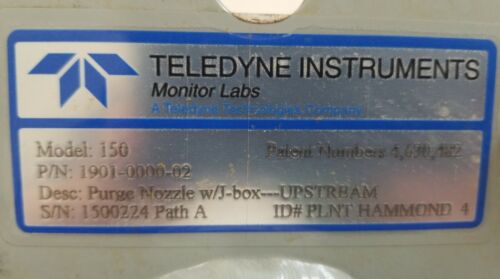 TELEDYNE INSTRUMENTS
Monitor Labs
A Teledyne Technologies Company
Model: 150 Patent Numbers 4,630,482
P/N: 1901-0000-02
Desc: Purge Nozzle w/J-box---UPSTREAM
S/N: 1500224 Path A ID# PLNT HAMMOND 4